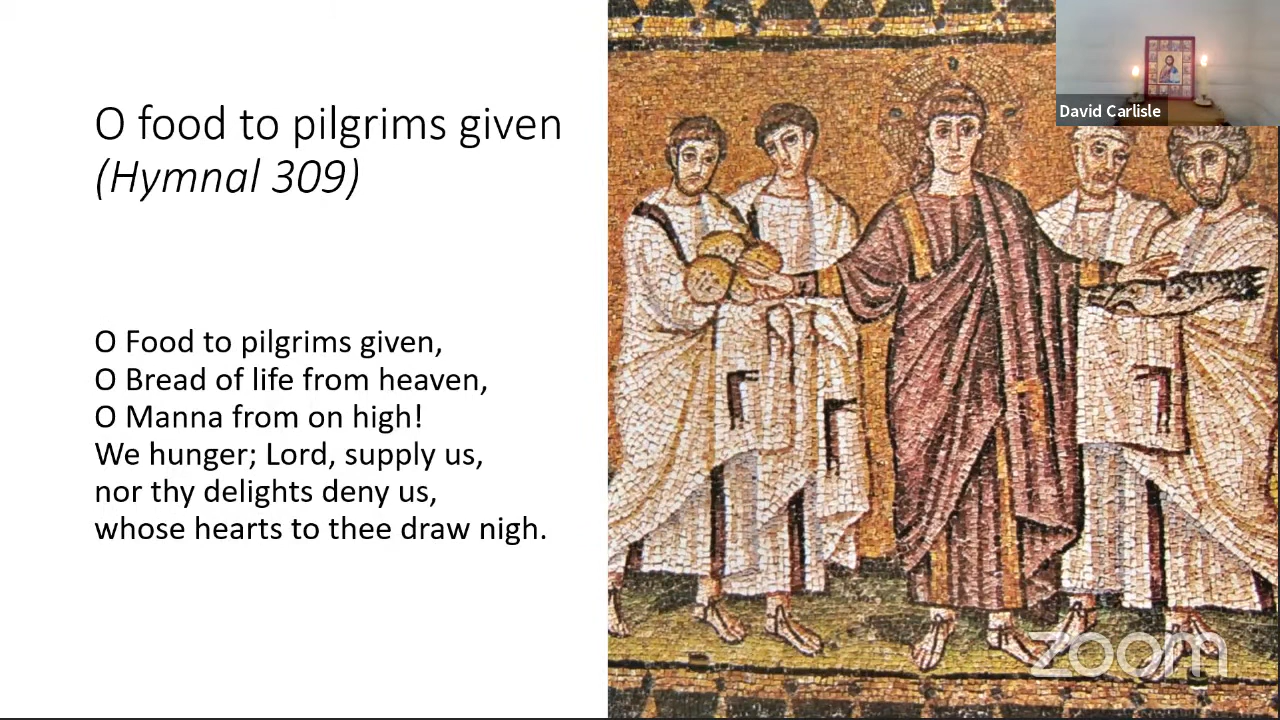 O food to pilgrims given
(Hymnal 309)
O Food to pilgrims given,
O Bread of life from heaven,
O Manna from on high!
We hunger; Lord, supply us,
nor thy delights deny us,
whose hearts to thee draw nigh.
David Carlisle
zoom